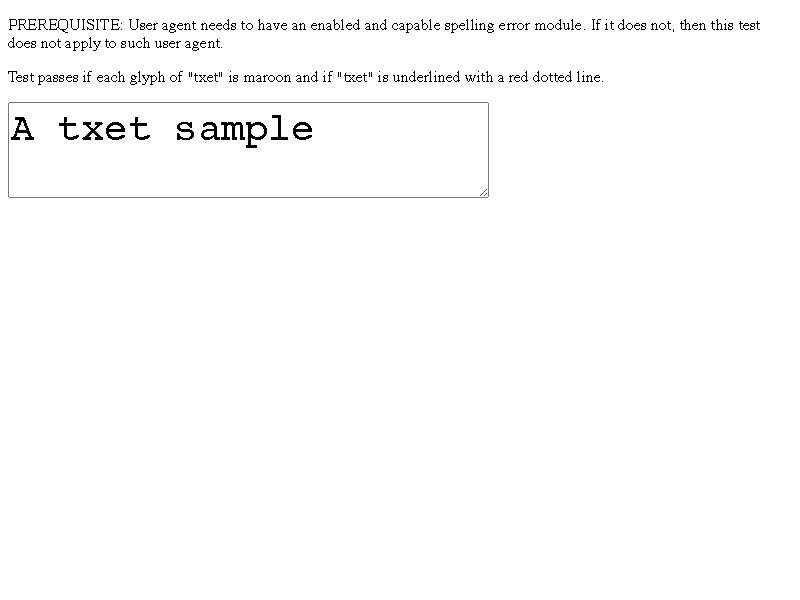 PREREQUISITE: User agent needs to have an enabled and capable spelling error module. If it does not, then this test
does not apply to such user agent.
Test passes if each glyph of "txet" is maroon and if "txet" is underlined with a red dotted line.
A txet sample